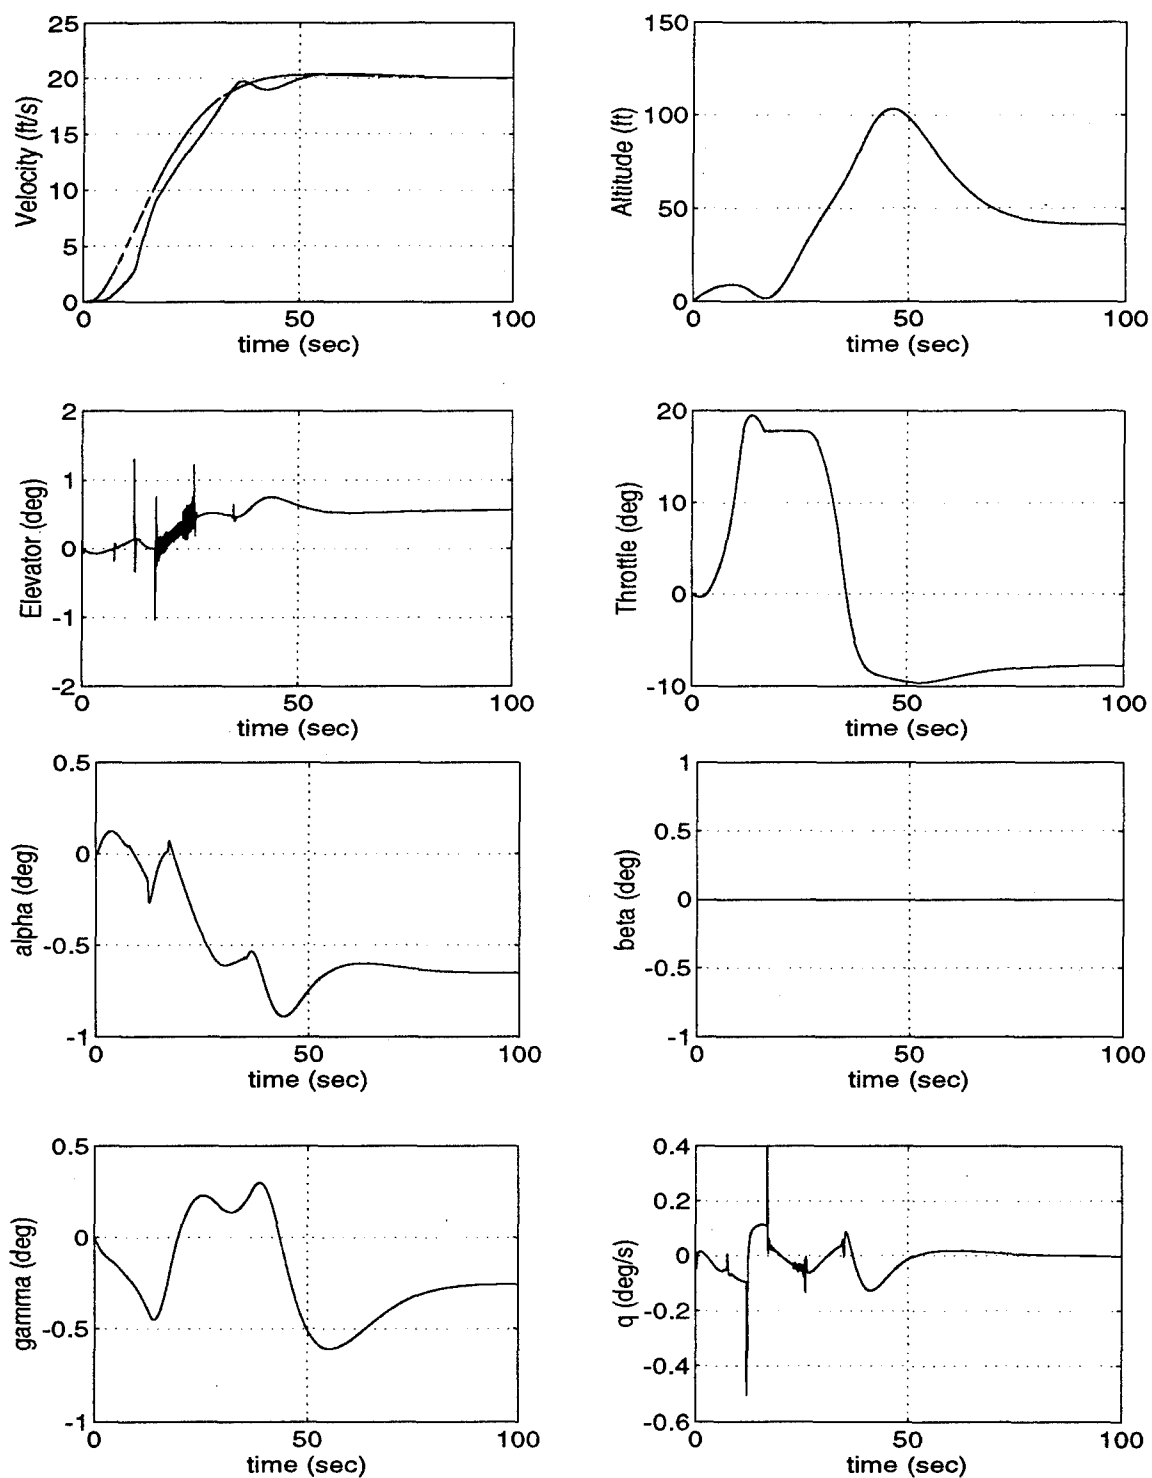 25
20
15
10
5
0
Velocity (ft/s)
0 50 100
time (sec)
150
100
50
0
Altitude (ft)
0 50 100
time (sec)
2
1
0
-1
-2
Elevator (deg)
0 50 100
time (sec)
20
10
0
-10
Throttle (deg)
0 50 100
time (sec)
0.5
0
-0.5
-1
alpha (deg)
0 50 100
time (sec)
1
0.5
0
-0.5
-1
beta (deg)
0 50 100
time (sec)
0.5
0
-0.5
-1
gamma (deg)
0 50 100
time (sec)
0.4
0.2
0
-0.2
-0.4
-0.6
q (deg/s)
0 50 100
time (sec)